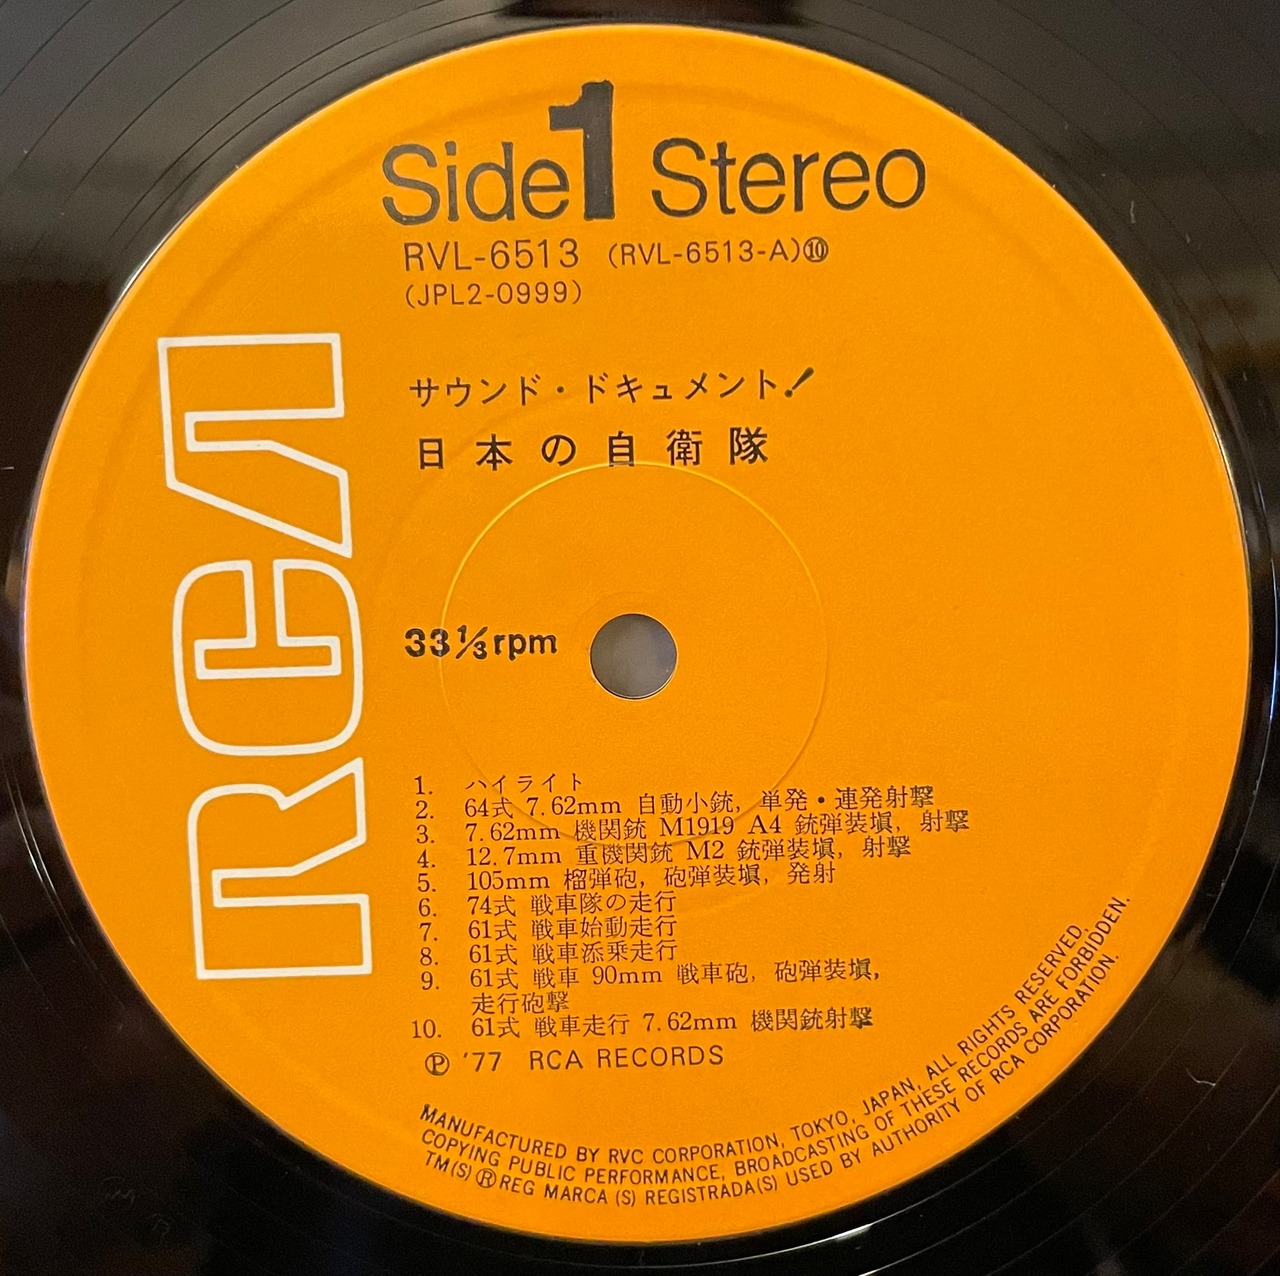 Side 1 Stereo
RVL-6513 (RVL-6513-A)⑩
(JPL2-0999)
サウンド・ドキュメント!
日本の自衛隊
RCA
33⅓rpm
1. ハイライト
2. 64式 7.62mm 自動小銃，単発・連発射撃
3. 7.62mm 機関銃 M1919 A4 銃弾装塡，射撃
4. 12.7mm 重機関銃 M2 銃弾装塡，射撃
5. 105mm 榴弾砲，砲弾装塡，発射
6. 74式 戦車隊の走行
7. 61式 戦車始動走行
8. 61式 戦車添乗走行
9. 61式 戦車 90mm 戦車砲，砲弾装塡，
走行砲撃
10. 61式 戦車走行 7.62mm 機関銃射撃
Ⓟ '77 RCA RECORDS
MANUFACTURED BY RVC CORPORATION, TOKYO, JAPAN, ALL RIGHTS RESERVED,
COPYING PUBLIC PERFORMANCE, BROADCASTING OF THESE RECORDS ARE FORBIDDEN.
TM(S) ® REG MARCA (S) REGISTRADA(S) USED BY AUTHORITY OF RCA CORPORATION.